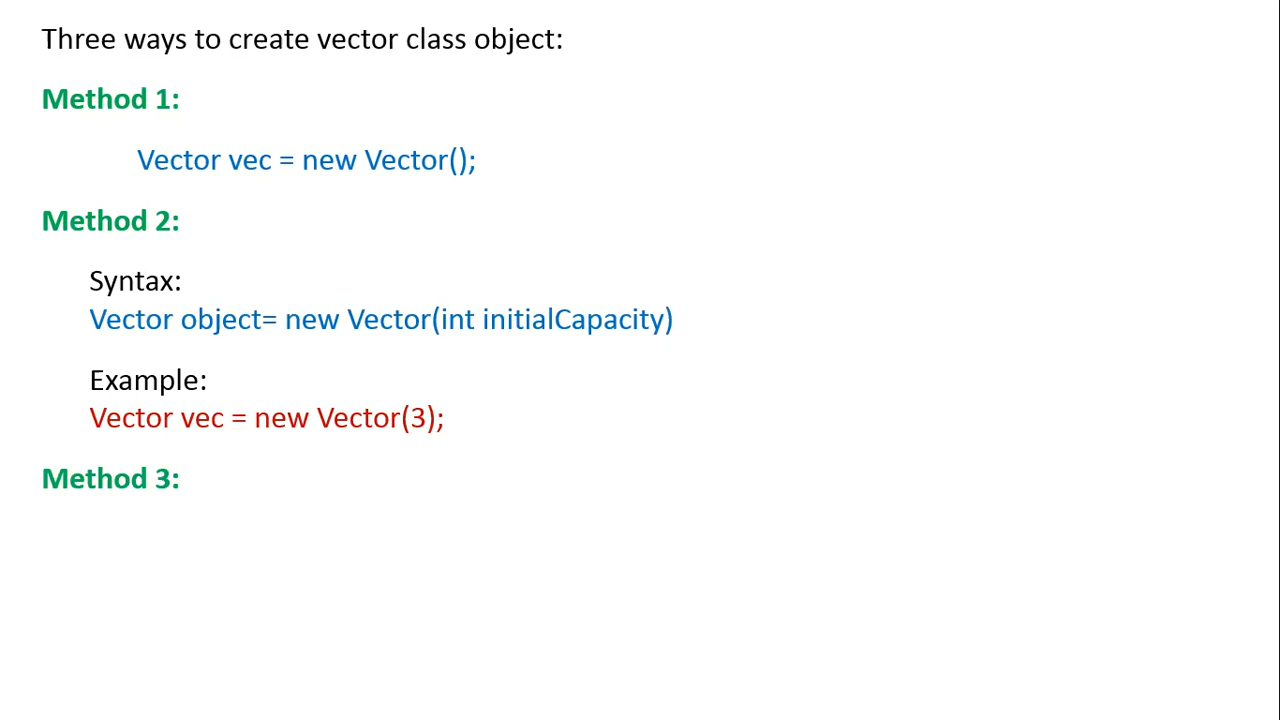 Three ways to create vector class object:
Method 1:
Vector vec = new Vector();
Method 2:
Syntax:
Vector object= new Vector(int initialCapacity)
Example:
Vector vec = new Vector(3);
Method 3: